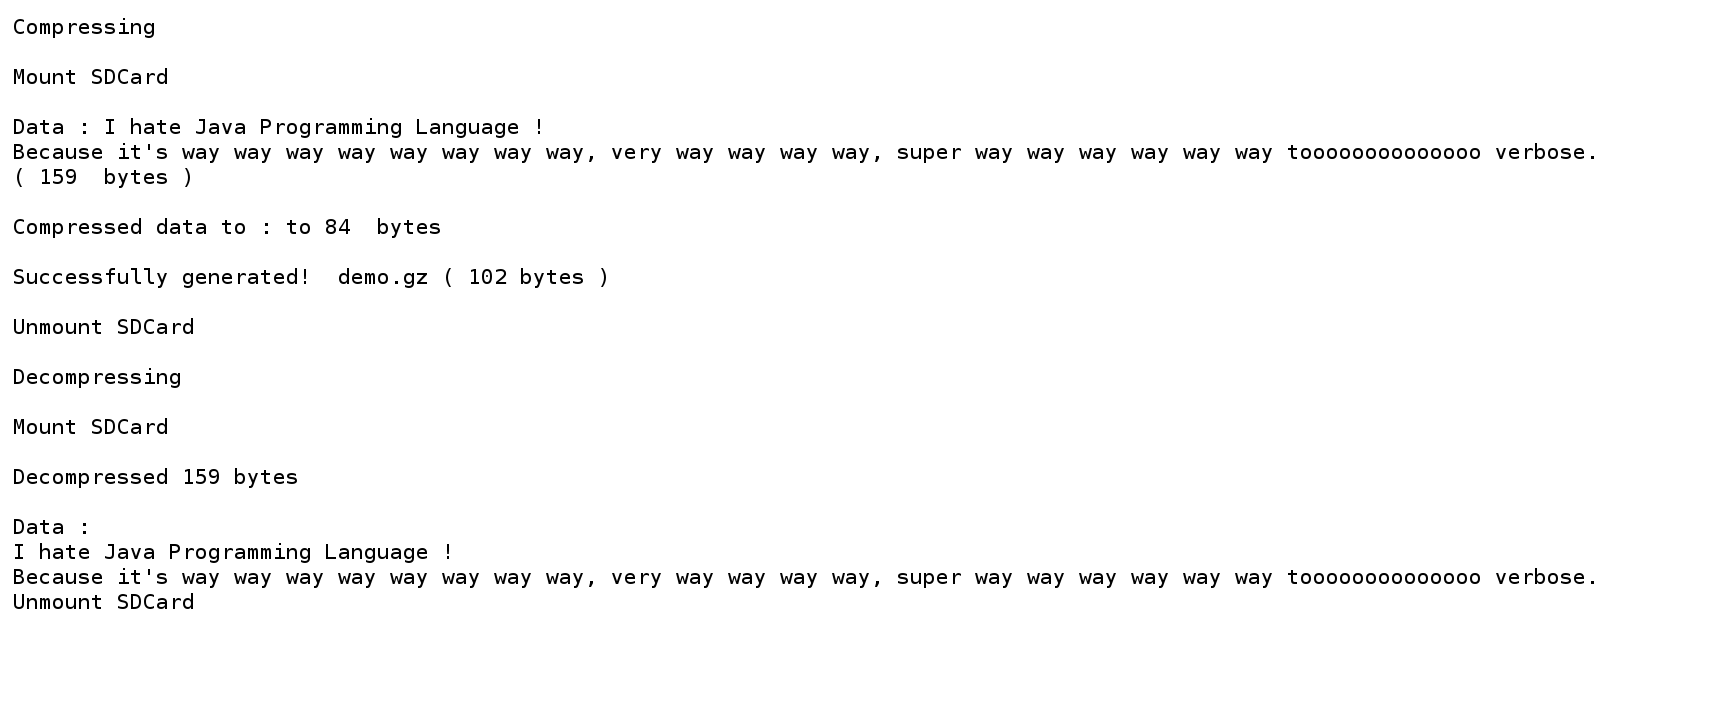 Compressing
Mount SDCard
Data : I hate Java Programming Language !
Because it's way way way way way way way way, very way way way way, super way way way way way way toooooooooooooo verbose.
( 159  bytes )
Compressed data to : to 84  bytes
Successfully generated!  demo.gz ( 102 bytes )
Unmount SDCard
Decompressing
Mount SDCard
Decompressed 159 bytes
Data :
I hate Java Programming Language !
Because it's way way way way way way way way, very way way way way, super way way way way way way toooooooooooooo verbose.
Unmount SDCard